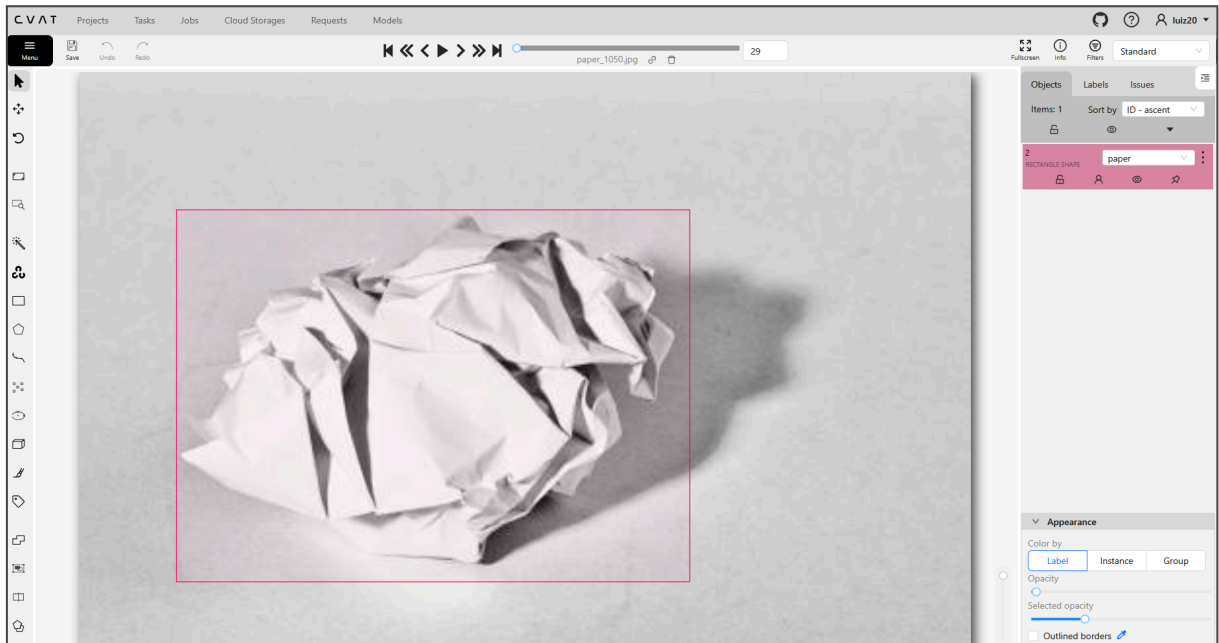 CVAT Projects Tasks Jobs Cloud Storages Requests Models luiz20
Menu Save Undo Redo 29 Fullscreen Info Filters Standard
paper_1050.jpg
Objects Labels Issues
Items: 1 Sort by ID - ascent
2
RECTANGLE SHAPE paper
Appearance
Color by
Label Instance Group
Opacity
Selected opacity
Outlined borders